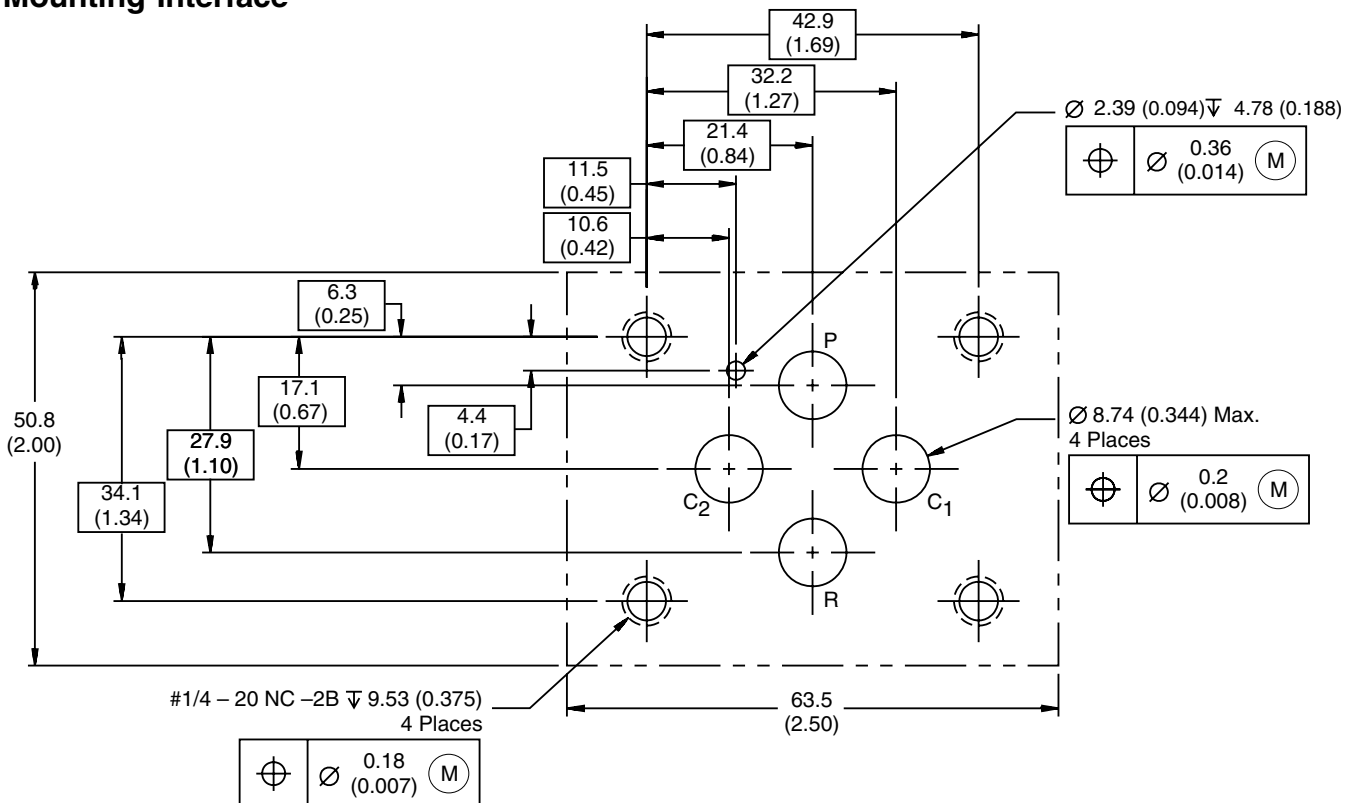 Mounting Interface
42.9
(1.69)
32.2
(1.27)
21.4
(0.84)
11.5
(0.45)
10.6
(0.42)
⌀ 2.39 (0.094)↧ 4.78 (0.188)
⌖ ⌀ 0.36
(0.014) Ⓜ
6.3
(0.25)
P
17.1
(0.67)
4.4
(0.17)
50.8
(2.00)
27.9
(1.10)
34.1
(1.34)
⌀ 8.74 (0.344) Max.
4 Places
⌖ ⌀ 0.2
(0.008) Ⓜ
C2
C1
R
#1/4 – 20 NC –2B ↧ 9.53 (0.375)
4 Places
⌖ ⌀ 0.18
(0.007) Ⓜ
63.5
(2.50)